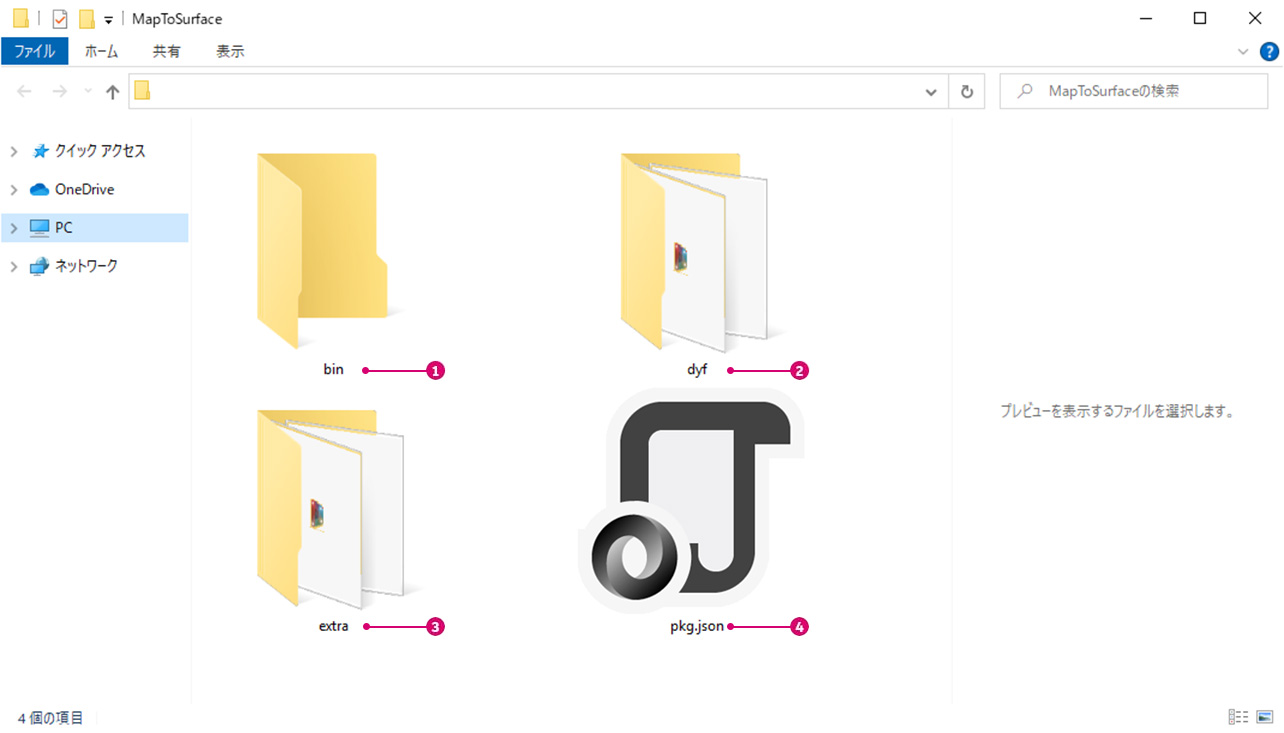 MapToSurface
ファイル ホーム 共有 表示
MapToSurfaceの検索
クイック アクセス
OneDrive
PC
ネットワーク
bin 1
dyf 2
プレビューを表示するファイルを選択します。
extra 3
pkg.json 4
4 個の項目